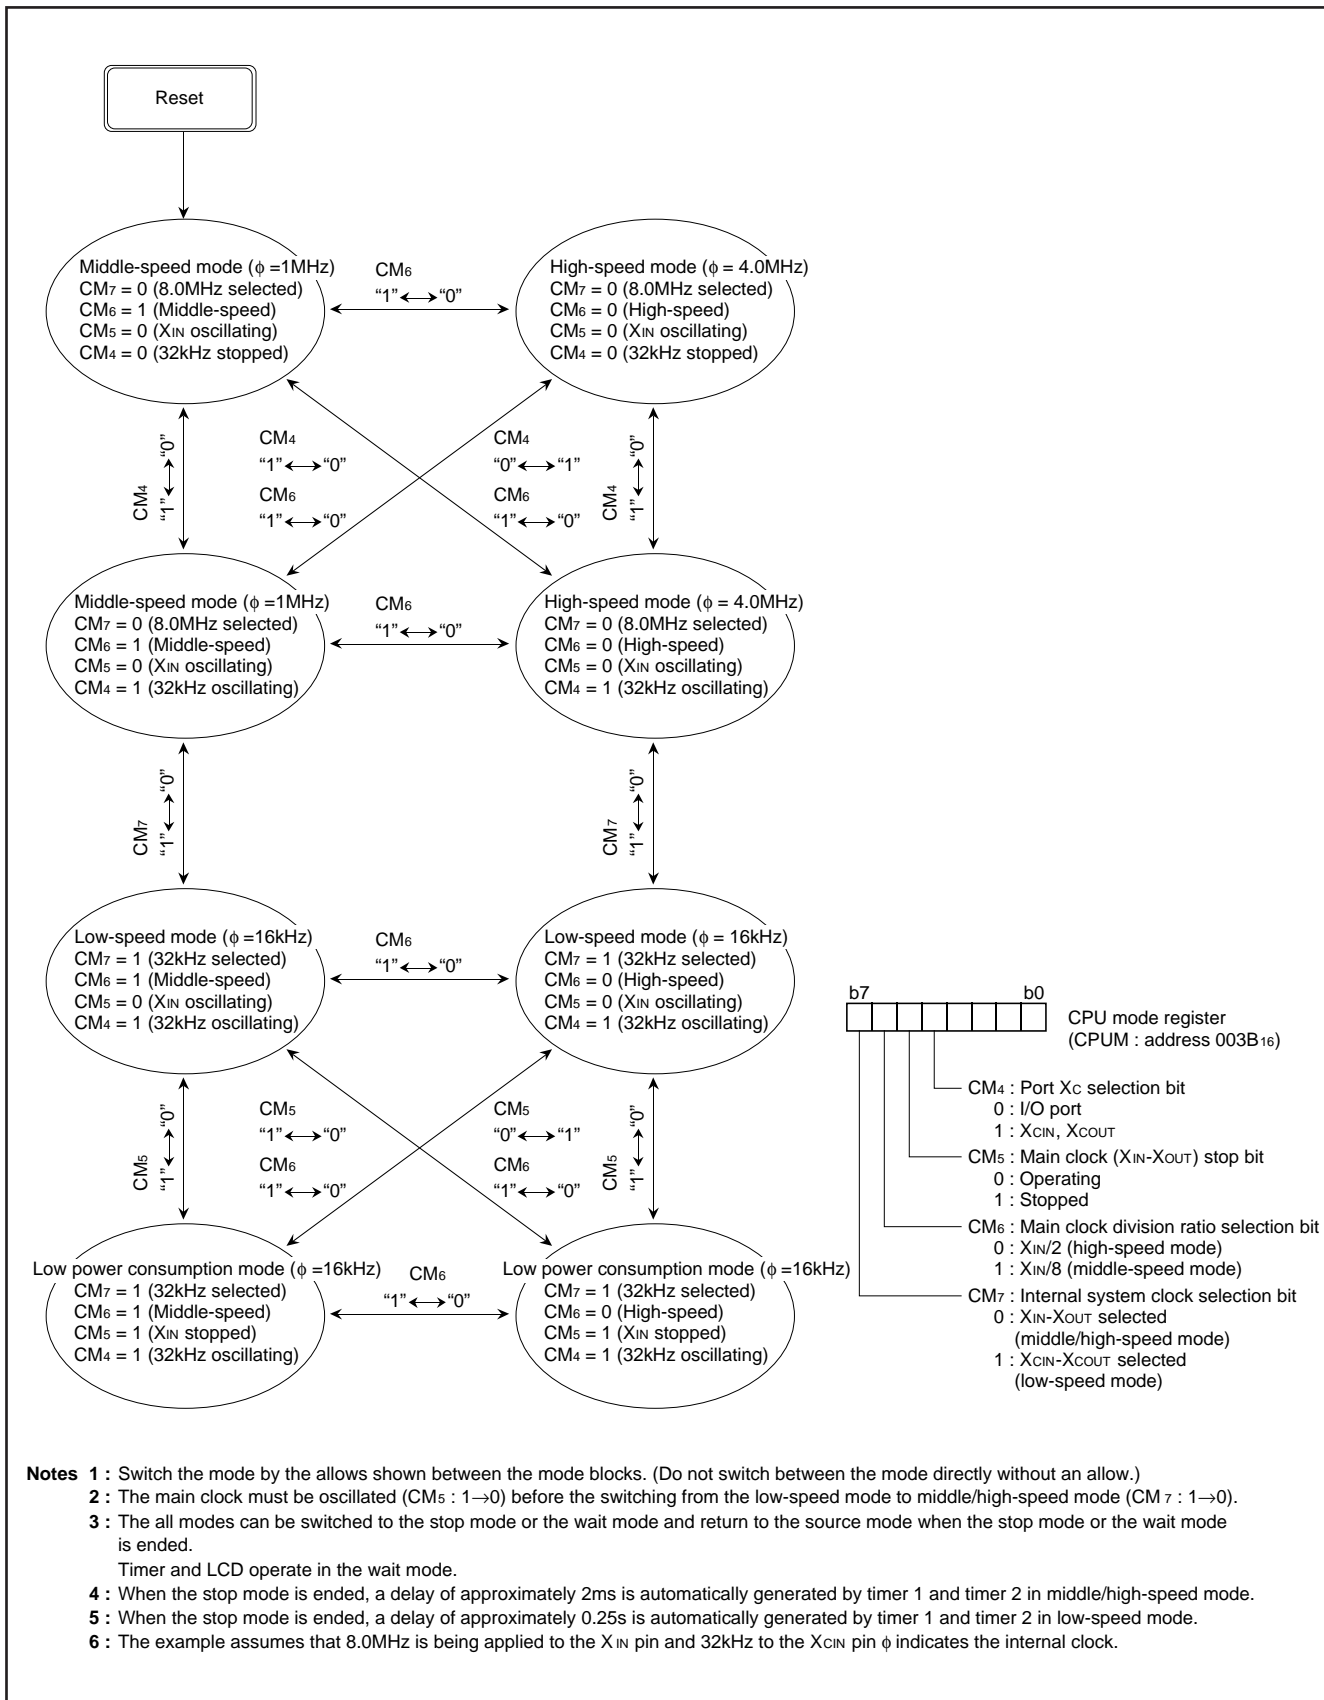 Reset
Middle-speed mode (ϕ =1MHz)
CM7 = 0 (8.0MHz selected)
CM6 = 1 (Middle-speed)
CM5 = 0 (XIN oscillating)
CM4 = 0 (32kHz stopped)
CM6
“1”↔“0”
High-speed mode (ϕ = 4.0MHz)
CM7 = 0 (8.0MHz selected)
CM6 = 0 (High-speed)
CM5 = 0 (XIN oscillating)
CM4 = 0 (32kHz stopped)
CM4
“1”↔“0”
CM4
“1”↔“0”
CM6
“1”↔“0”
CM4
“0”↔“1”
CM6
“1”↔“0”
CM4
“1”↔“0”
Middle-speed mode (ϕ =1MHz)
CM7 = 0 (8.0MHz selected)
CM6 = 1 (Middle-speed)
CM5 = 0 (XIN oscillating)
CM4 = 1 (32kHz oscillating)
CM6
“1”↔“0”
High-speed mode (ϕ = 4.0MHz)
CM7 = 0 (8.0MHz selected)
CM6 = 0 (High-speed)
CM5 = 0 (XIN oscillating)
CM4 = 1 (32kHz oscillating)
CM7
“1”↔“0”
CM7
“1”↔“0”
Low-speed mode (ϕ =16kHz)
CM7 = 1 (32kHz selected)
CM6 = 1 (Middle-speed)
CM5 = 0 (XIN oscillating)
CM4 = 1 (32kHz oscillating)
CM6
“1”↔“0”
Low-speed mode (ϕ = 16kHz)
CM7 = 1 (32kHz selected)
CM6 = 0 (High-speed)
CM5 = 0 (XIN oscillating)
CM4 = 1 (32kHz oscillating)
CM5
“1”↔“0”
CM5
“1”↔“0”
CM6
“1”↔“0”
CM5
“0”↔“1”
CM6
“1”↔“0”
CM5
“1”↔“0”
Low power consumption mode (ϕ =16kHz)
CM7 = 1 (32kHz selected)
CM6 = 1 (Middle-speed)
CM5 = 1 (XIN stopped)
CM4 = 1 (32kHz oscillating)
CM6
“1”↔“0”
Low power consumption mode (ϕ =16kHz)
CM7 = 1 (32kHz selected)
CM6 = 0 (High-speed)
CM5 = 1 (XIN stopped)
CM4 = 1 (32kHz oscillating)
b7 b0
CPU mode register
(CPUM : address 003B16)
CM4 : Port XC selection bit
0 : I/O port
1 : XCIN, XCOUT
CM5 : Main clock (XIN-XOUT) stop bit
0 : Operating
1 : Stopped
CM6 : Main clock division ratio selection bit
0 : XIN/2 (high-speed mode)
1 : XIN/8 (middle-speed mode)
CM7 : Internal system clock selection bit
0 : XIN-XOUT selected
(middle/high-speed mode)
1 : XCIN-XCOUT selected
(low-speed mode)
Notes 1 : Switch the mode by the allows shown between the mode blocks. (Do not switch between the mode directly without an allow.)
2 : The main clock must be oscillated (CM5 : 1→0) before the switching from the low-speed mode to middle/high-speed mode (CM 7 : 1→0).
3 : The all modes can be switched to the stop mode or the wait mode and return to the source mode when the stop mode or the wait mode
is ended.
Timer and LCD operate in the wait mode.
4 : When the stop mode is ended, a delay of approximately 2ms is automatically generated by timer 1 and timer 2 in middle/high-speed mode.
5 : When the stop mode is ended, a delay of approximately 0.25s is automatically generated by timer 1 and timer 2 in low-speed mode.
6 : The example assumes that 8.0MHz is being applied to the XIN pin and 32kHz to the XCIN pin ϕ indicates the internal clock.